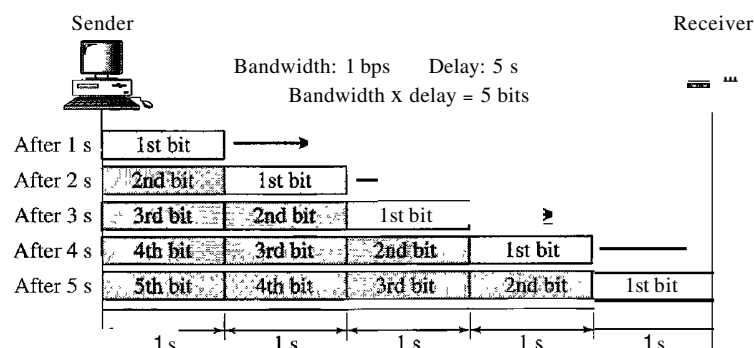 Sender Receiver
Bandwidth: 1 bps Delay: 5 s
Bandwidth x delay = 5 bits
After 1 s 1st bit
After 2 s 2nd bit 1st bit
After 3 s 3rd bit 2nd bit 1st bit
After 4 s 4th bit 3rd bit 2nd bit 1st bit
After 5 s 5th bit 4th bit 3rd bit 2nd bit 1st bit
1 s 1 s 1 s 1 s 1 s